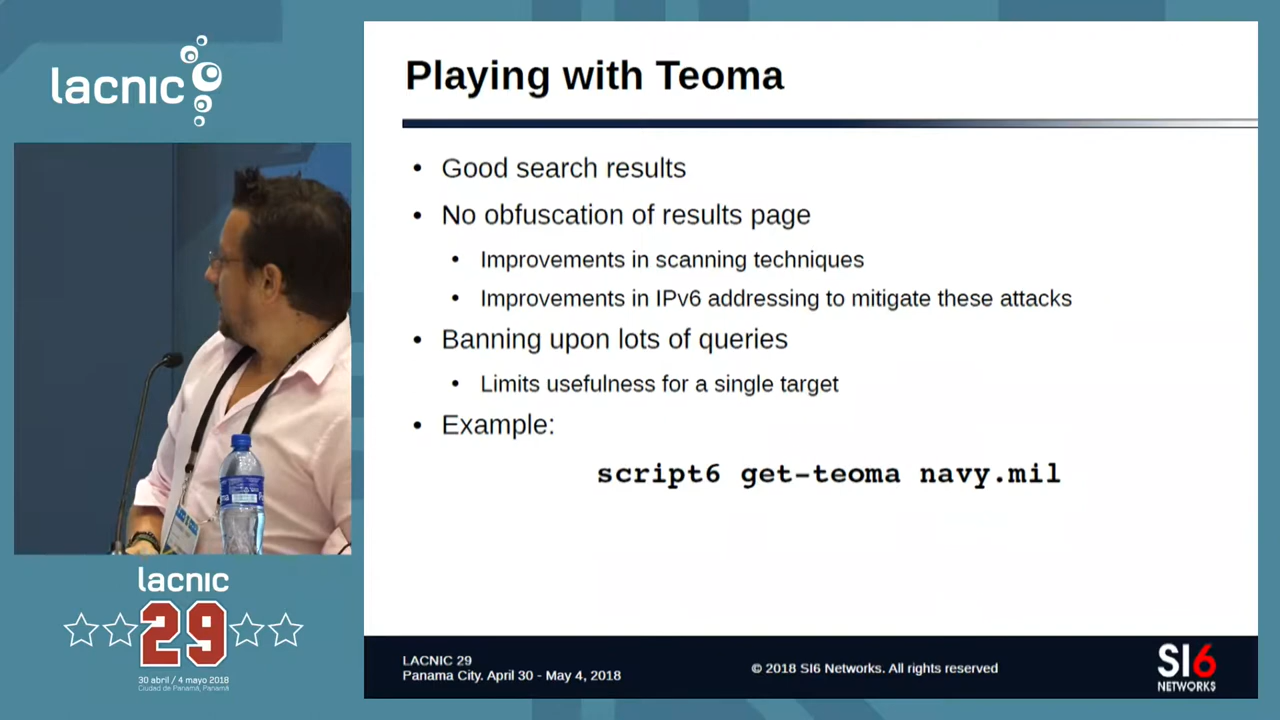 lacnic
Playing with Teoma
• Good search results
• No obfuscation of results page
• Improvements in scanning techniques
• Improvements in IPv6 addressing to mitigate these attacks
• Banning upon lots of queries
• Limits usefulness for a single target
• Example:
script6 get-teoma navy.mil
lacnic
29
30 abril / 4 mayo 2018
Ciudad de Panamá, Panamá
LACNIC 29
Panama City. April 30 - May 4, 2018
© 2018 SI6 Networks. All rights reserved
SI6
NETWORKS